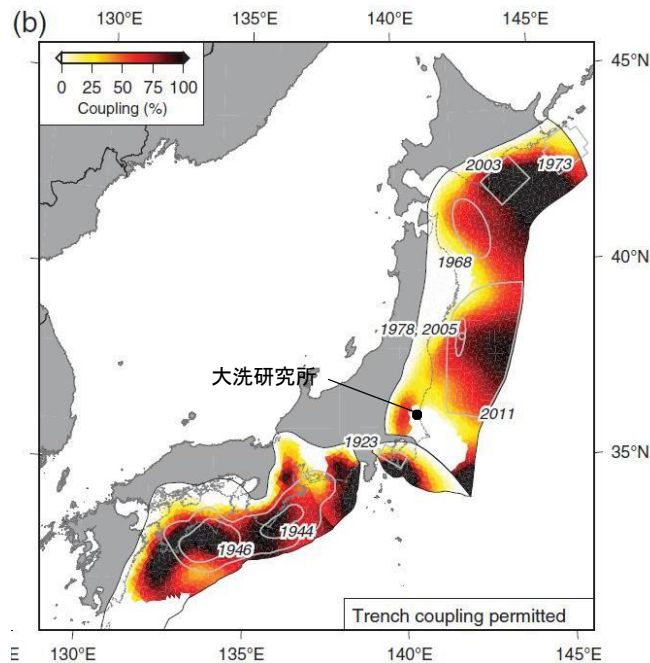 (b)
130°E 135°E 140°E 145°E
0 25 50 75 100
Coupling (%)
45°N
2003 1973
40°N
1968
1978, 2005
大洗研究所
2011
1923
35°N
1944
1946
Trench coupling permitted
130°E 135°E 140°E 145°E